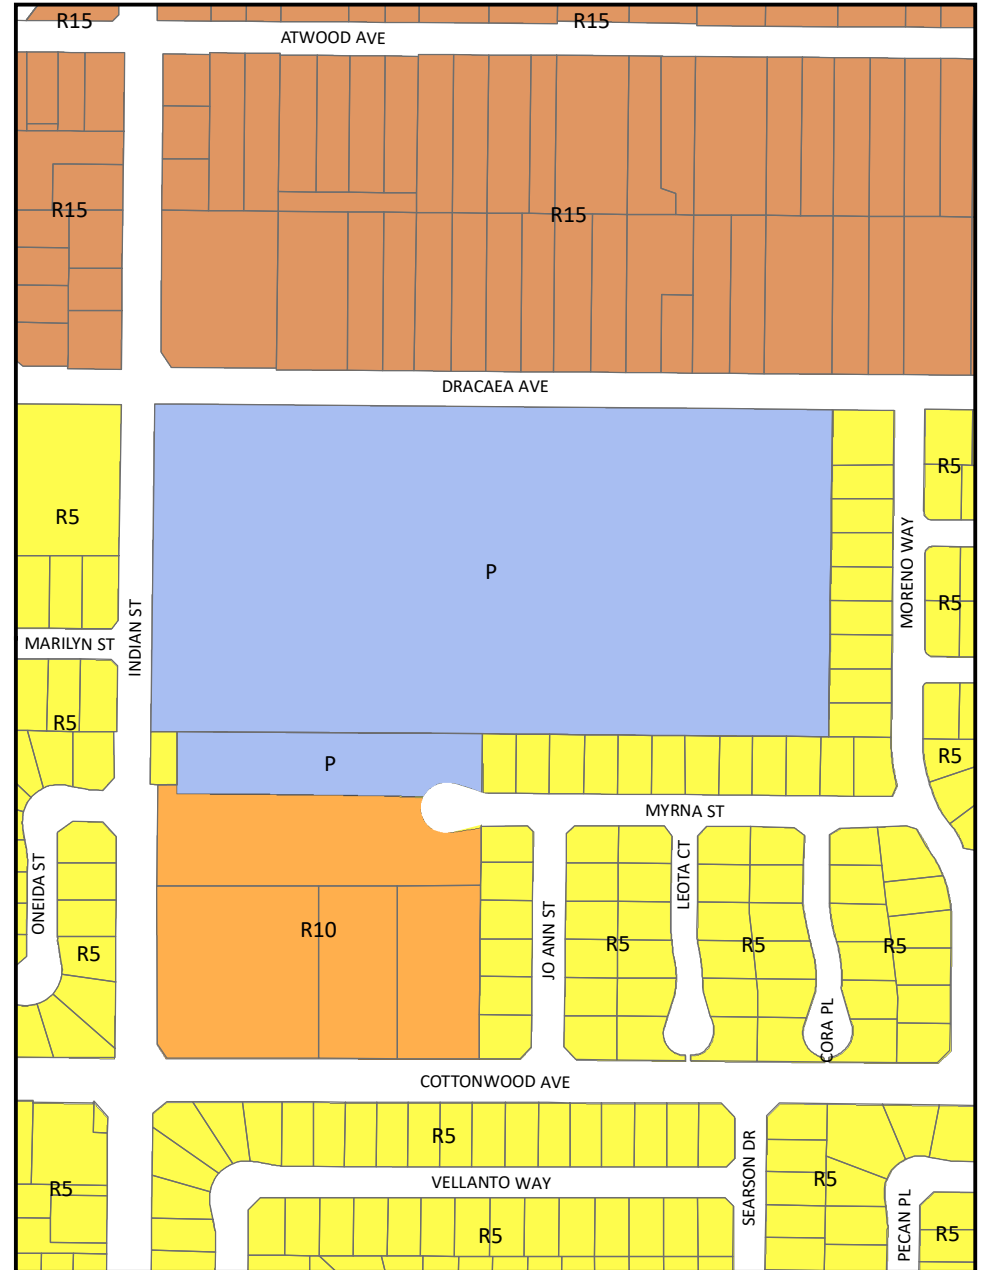 R15
R15
ATWOOD AVE
R15
R15
DRACAEA AVE
R5
R5
P
MORENO WAY
R5
INDIAN ST
MARILYN ST
R5
R5
P
MYRNA ST
LEOTA CT
ONEIDA ST
R10
JO ANN ST
R5
R5
R5
R5
CORA PL
COTTONWOOD AVE
R5
SEARSON DR
R5
R5
VELLANTO WAY
PECAN PL
R5
R5